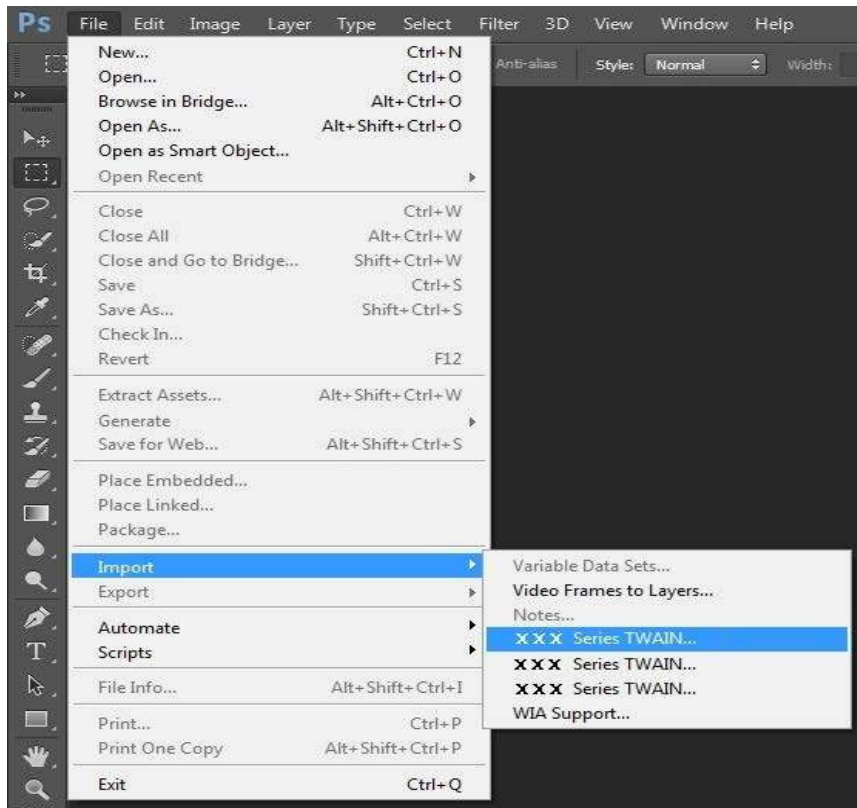 Ps File Edit Image Layer Type Select Filter 3D View Window Help
Anti-alias Style: Normal Width:
New... Ctrl+N
Open... Ctrl+O
Browse in Bridge... Alt+Ctrl+O
Open As... Alt+Shift+Ctrl+O
Open as Smart Object...
Open Recent
Close Ctrl+W
Close All Alt+Ctrl+W
Close and Go to Bridge... Shift+Ctrl+W
Save Ctrl+S
Save As... Shift+Ctrl+S
Check In...
Revert F12
Extract Assets... Alt+Shift+Ctrl+W
Generate
Save for Web... Alt+Shift+Ctrl+S
Place Embedded...
Place Linked...
Package...
Import
Export
Automate
Scripts
File Info... Alt+Shift+Ctrl+I
Print... Ctrl+P
Print One Copy Alt+Shift+Ctrl+P
Exit Ctrl+Q
Variable Data Sets...
Video Frames to Layers...
Notes...
XXX Series TWAIN...
XXX Series TWAIN...
XXX Series TWAIN...
WIA Support...